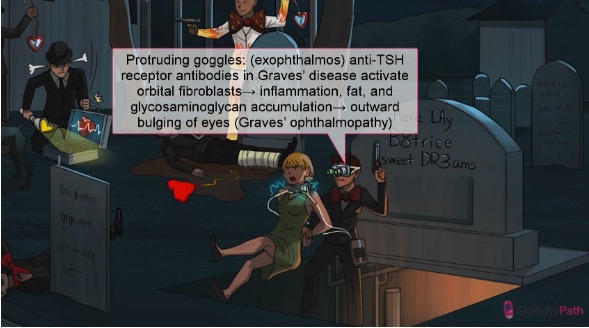 Protruding goggles: (exophthalmos) anti-TSH
receptor antibodies in Graves' disease activate
orbital fibroblasts→ inflammation, fat, and
glycosaminoglycan accumulation→ outward
bulging of eyes (Graves' ophthalmopathy)
Here LAy
B8trice
sweet DR3ams
SketchyPath